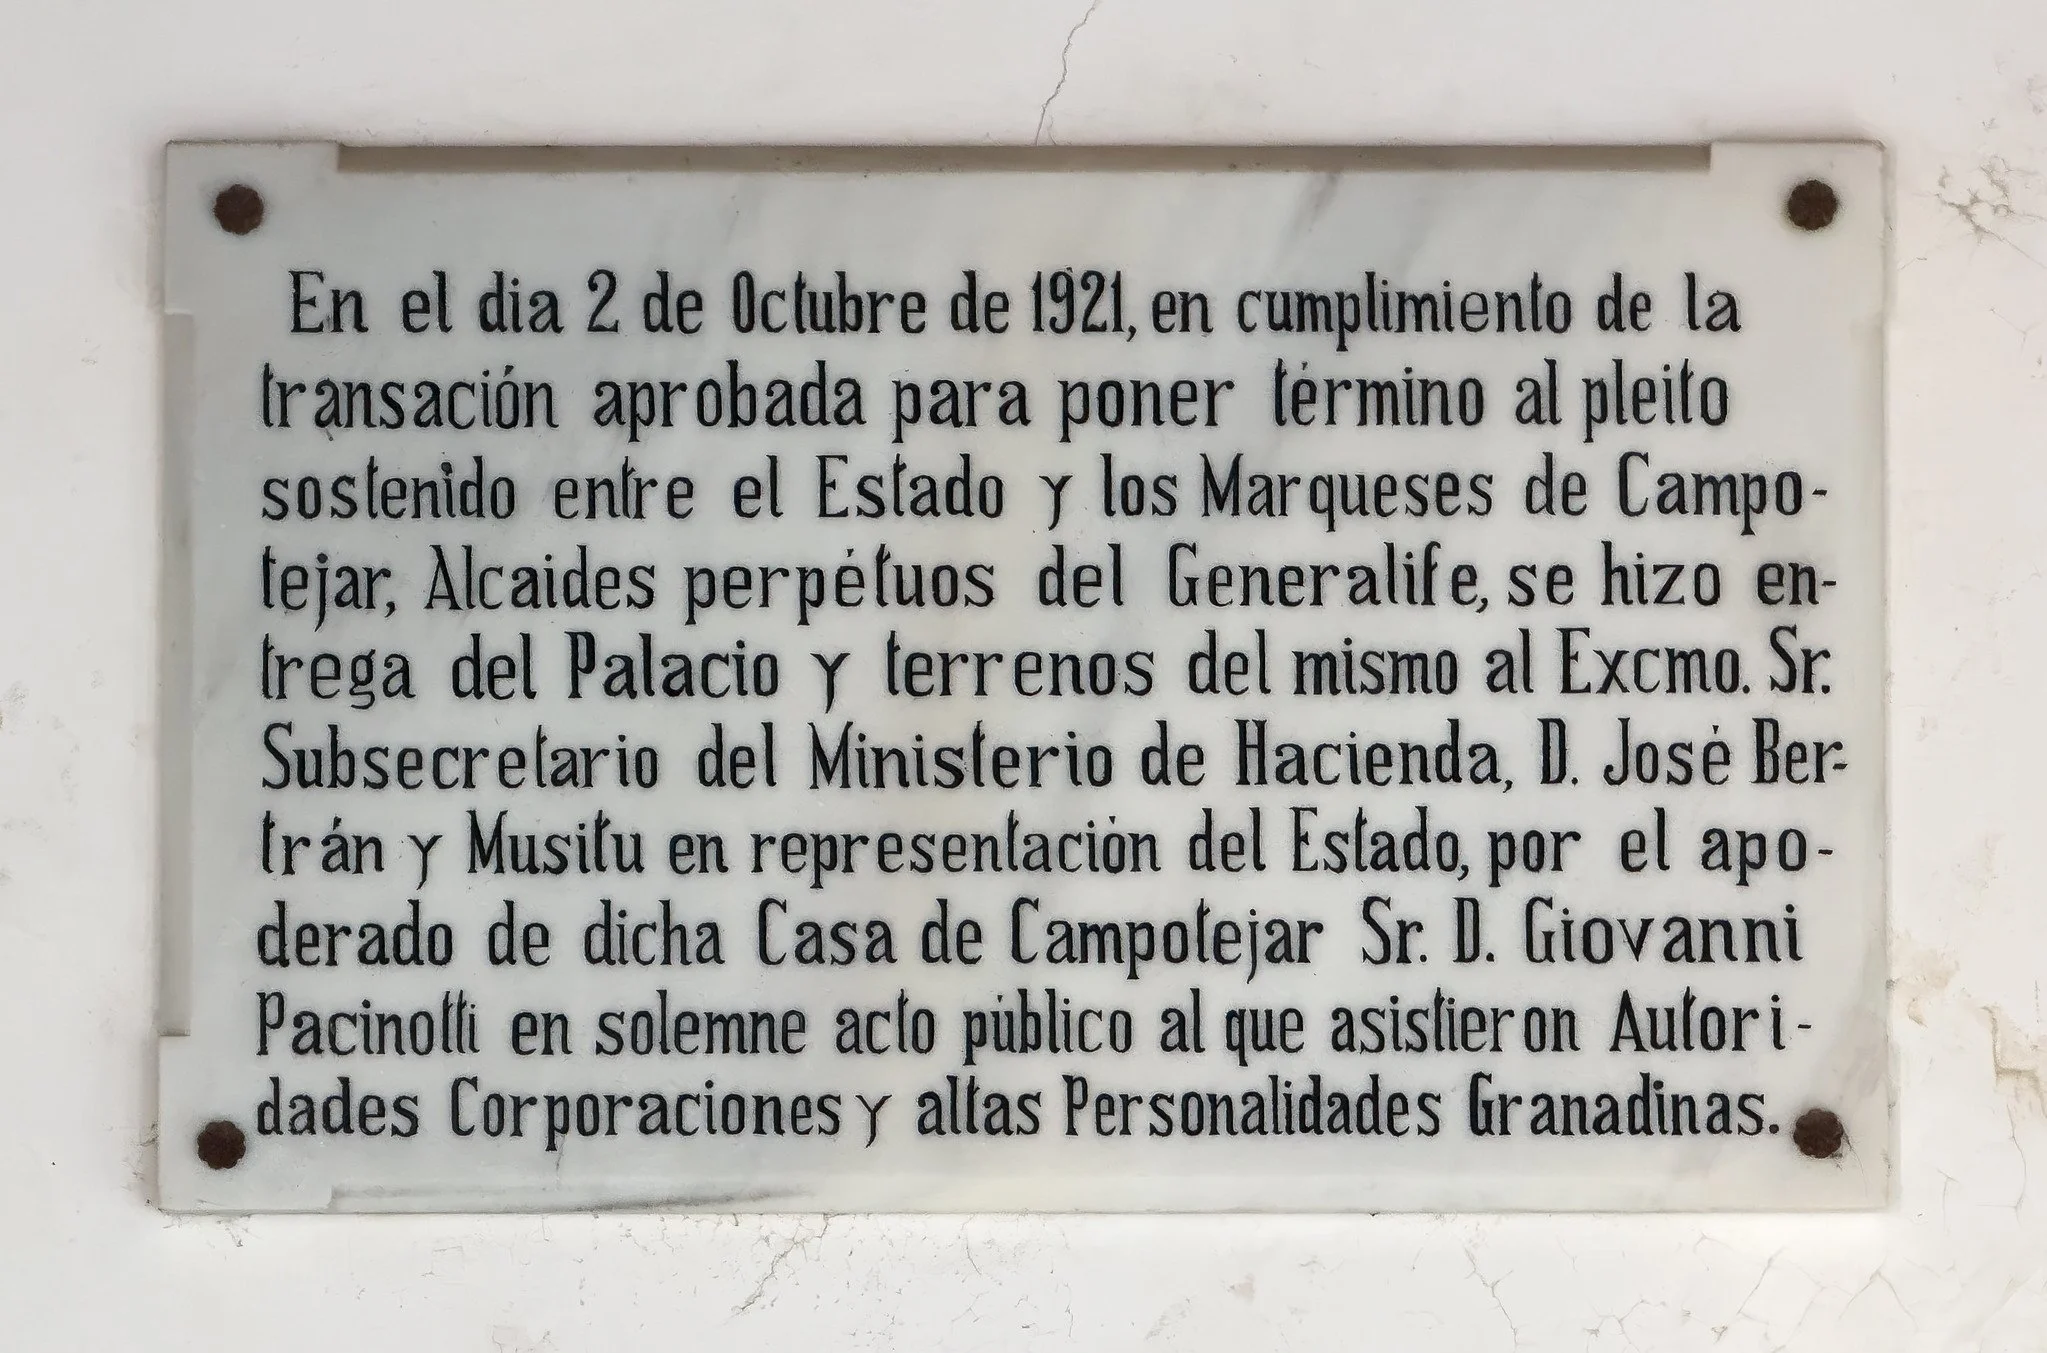 En el dia 2 de Octubre de 1921, en cumplimiento de la
transación aprobada para poner término al pleito
sostenido entre el Estado y los Marqueses de Campo-
tejar, Alcaides perpétuos del Generalife, se hizo en-
trega del Palacio y terrenos del mismo al Excmo. Sr.
Subsecretario del Ministerio de Hacienda, D. José Ber-
trán y Musitu en representación del Estado, por el apo-
derado de dicha Casa de Campotejar Sr. D. Giovanni
Pacinotti en solemne acto público al que asistieron Autori-
dades Corporaciones y altas Personalidades Granadinas.